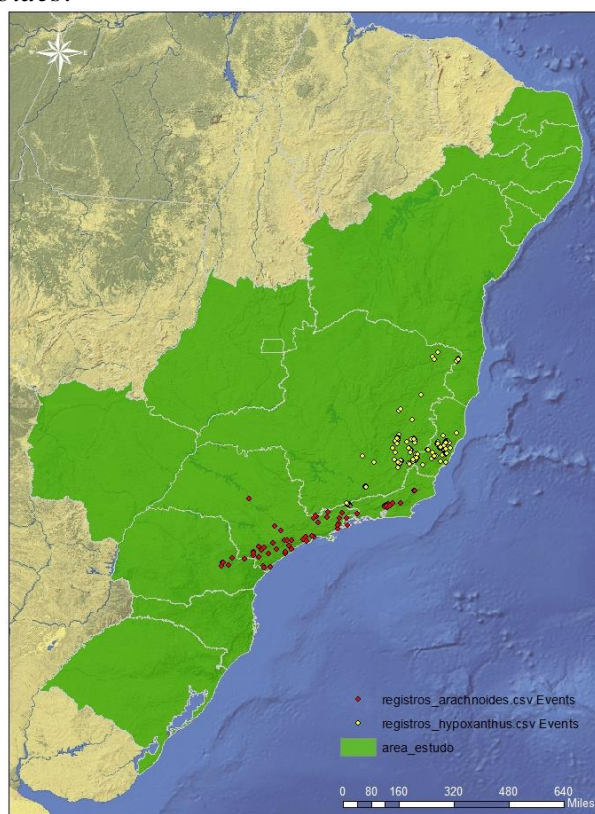 registros_arachnoides.csv Events
registros_hypoxanthus.csv Events
area_estudo
0 80 160 320 480 640
Miles